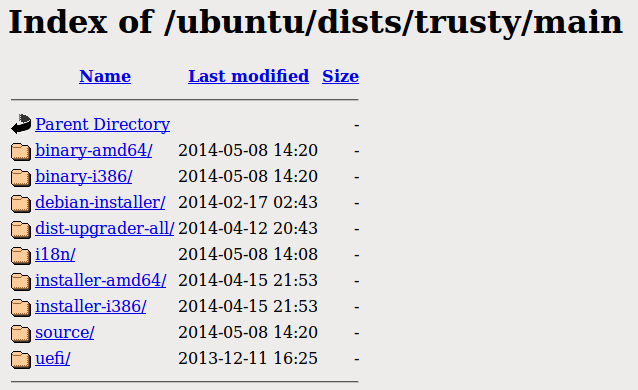 Index of /ubuntu/dists/trusty/main
Name Last modified Size
Parent Directory -
binary-amd64/ 2014-05-08 14:20 -
binary-i386/ 2014-05-08 14:20 -
debian-installer/ 2014-02-17 02:43 -
dist-upgrader-all/ 2014-04-12 20:43 -
i18n/ 2014-05-08 14:08 -
installer-amd64/ 2014-04-15 21:53 -
installer-i386/ 2014-04-15 21:53 -
source/ 2014-05-08 14:20 -
uefi/ 2013-12-11 16:25 -